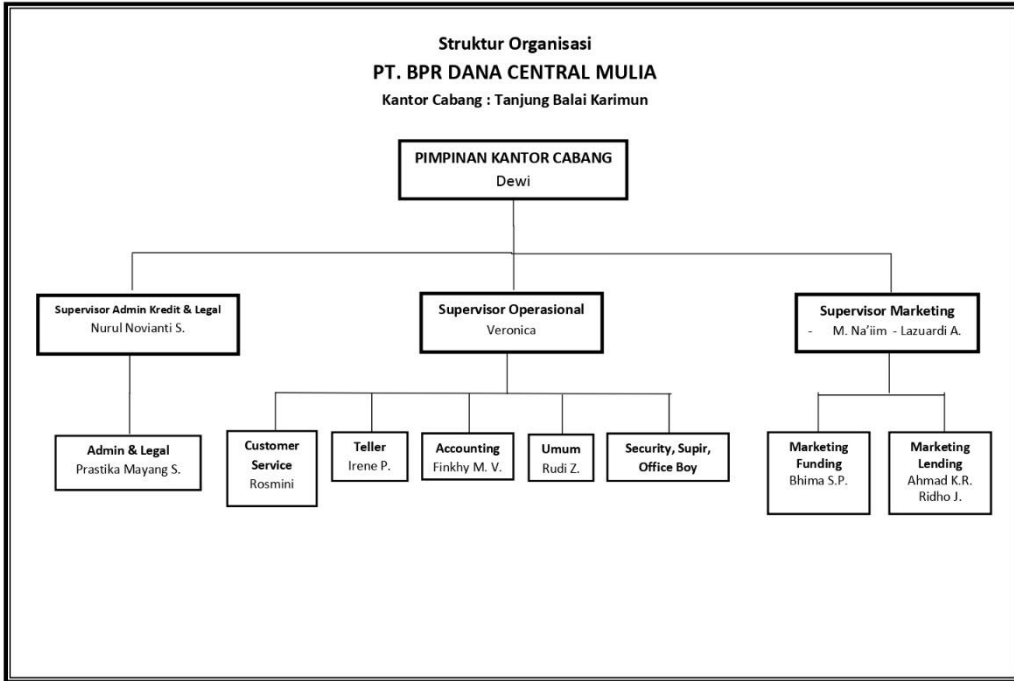 Struktur Organisasi
PT. BPR DANA CENTRAL MULIA
Kantor Cabang : Tanjung Balai Karimun
PIMPINAN KANTOR CABANG
Dewi
Supervisor Admin Kredit & Legal
Nurul Novianti S.
Supervisor Operasional
Veronica
Supervisor Marketing
- M. Na’iim - Lazuardi A.
Admin & Legal
Prastika Mayang S.
Customer
Service
Rosmini
Teller
Irene P.
Accounting
Finkhy M. V.
Umum
Rudi Z.
Security, Supir,
Office Boy
Marketing
Funding
Bhima S.P.
Marketing
Lending
Ahmad K.R.
Ridho J.